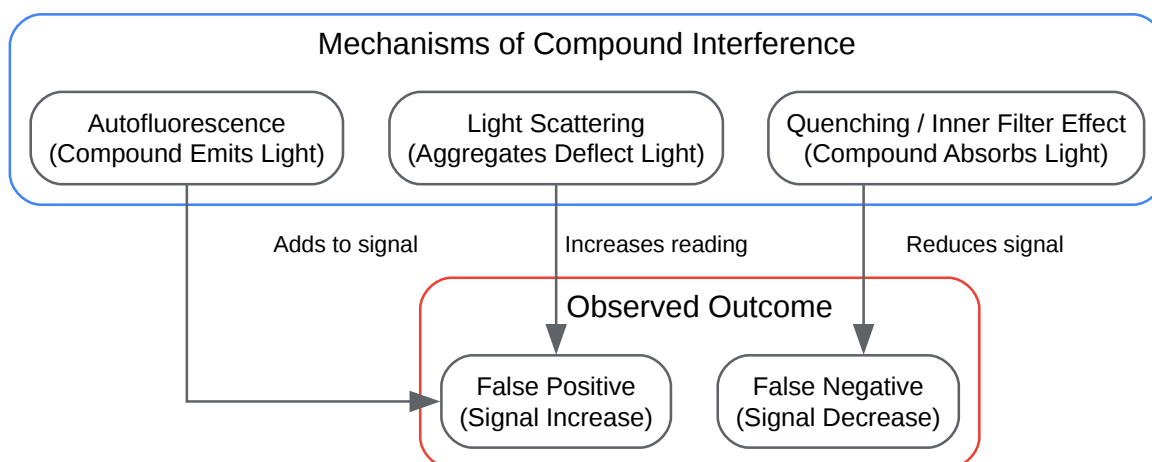 Mechanisms of Compound Interference
Autofluorescence
(Compound Emits Light)
Light Scattering
(Aggregates Deflect Light)
Quenching / Inner Filter Effect
(Compound Absorbs Light)
Adds to signal
Increases reading
Reduces signal
Observed Outcome
False Positive
(Signal Increase)
False Negative
(Signal Decrease)